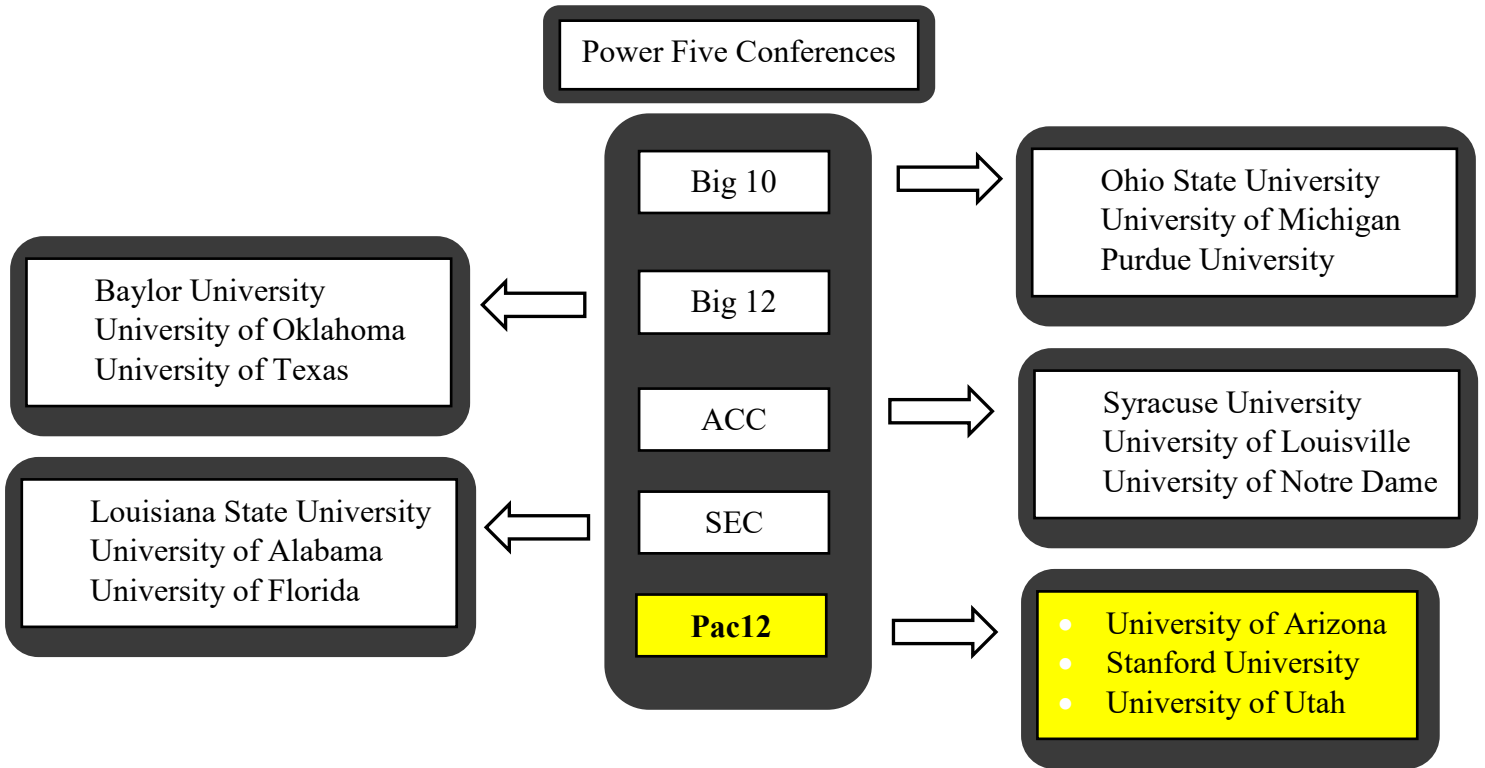 Power Five Conferences
Big 10
Ohio State University
University of Michigan
Purdue University
Big 12
Baylor University
University of Oklahoma
University of Texas
ACC
Syracuse University
University of Louisville
University of Notre Dame
SEC
Louisiana State University
University of Alabama
University of Florida
Pac12
• University of Arizona
• Stanford University
• University of Utah